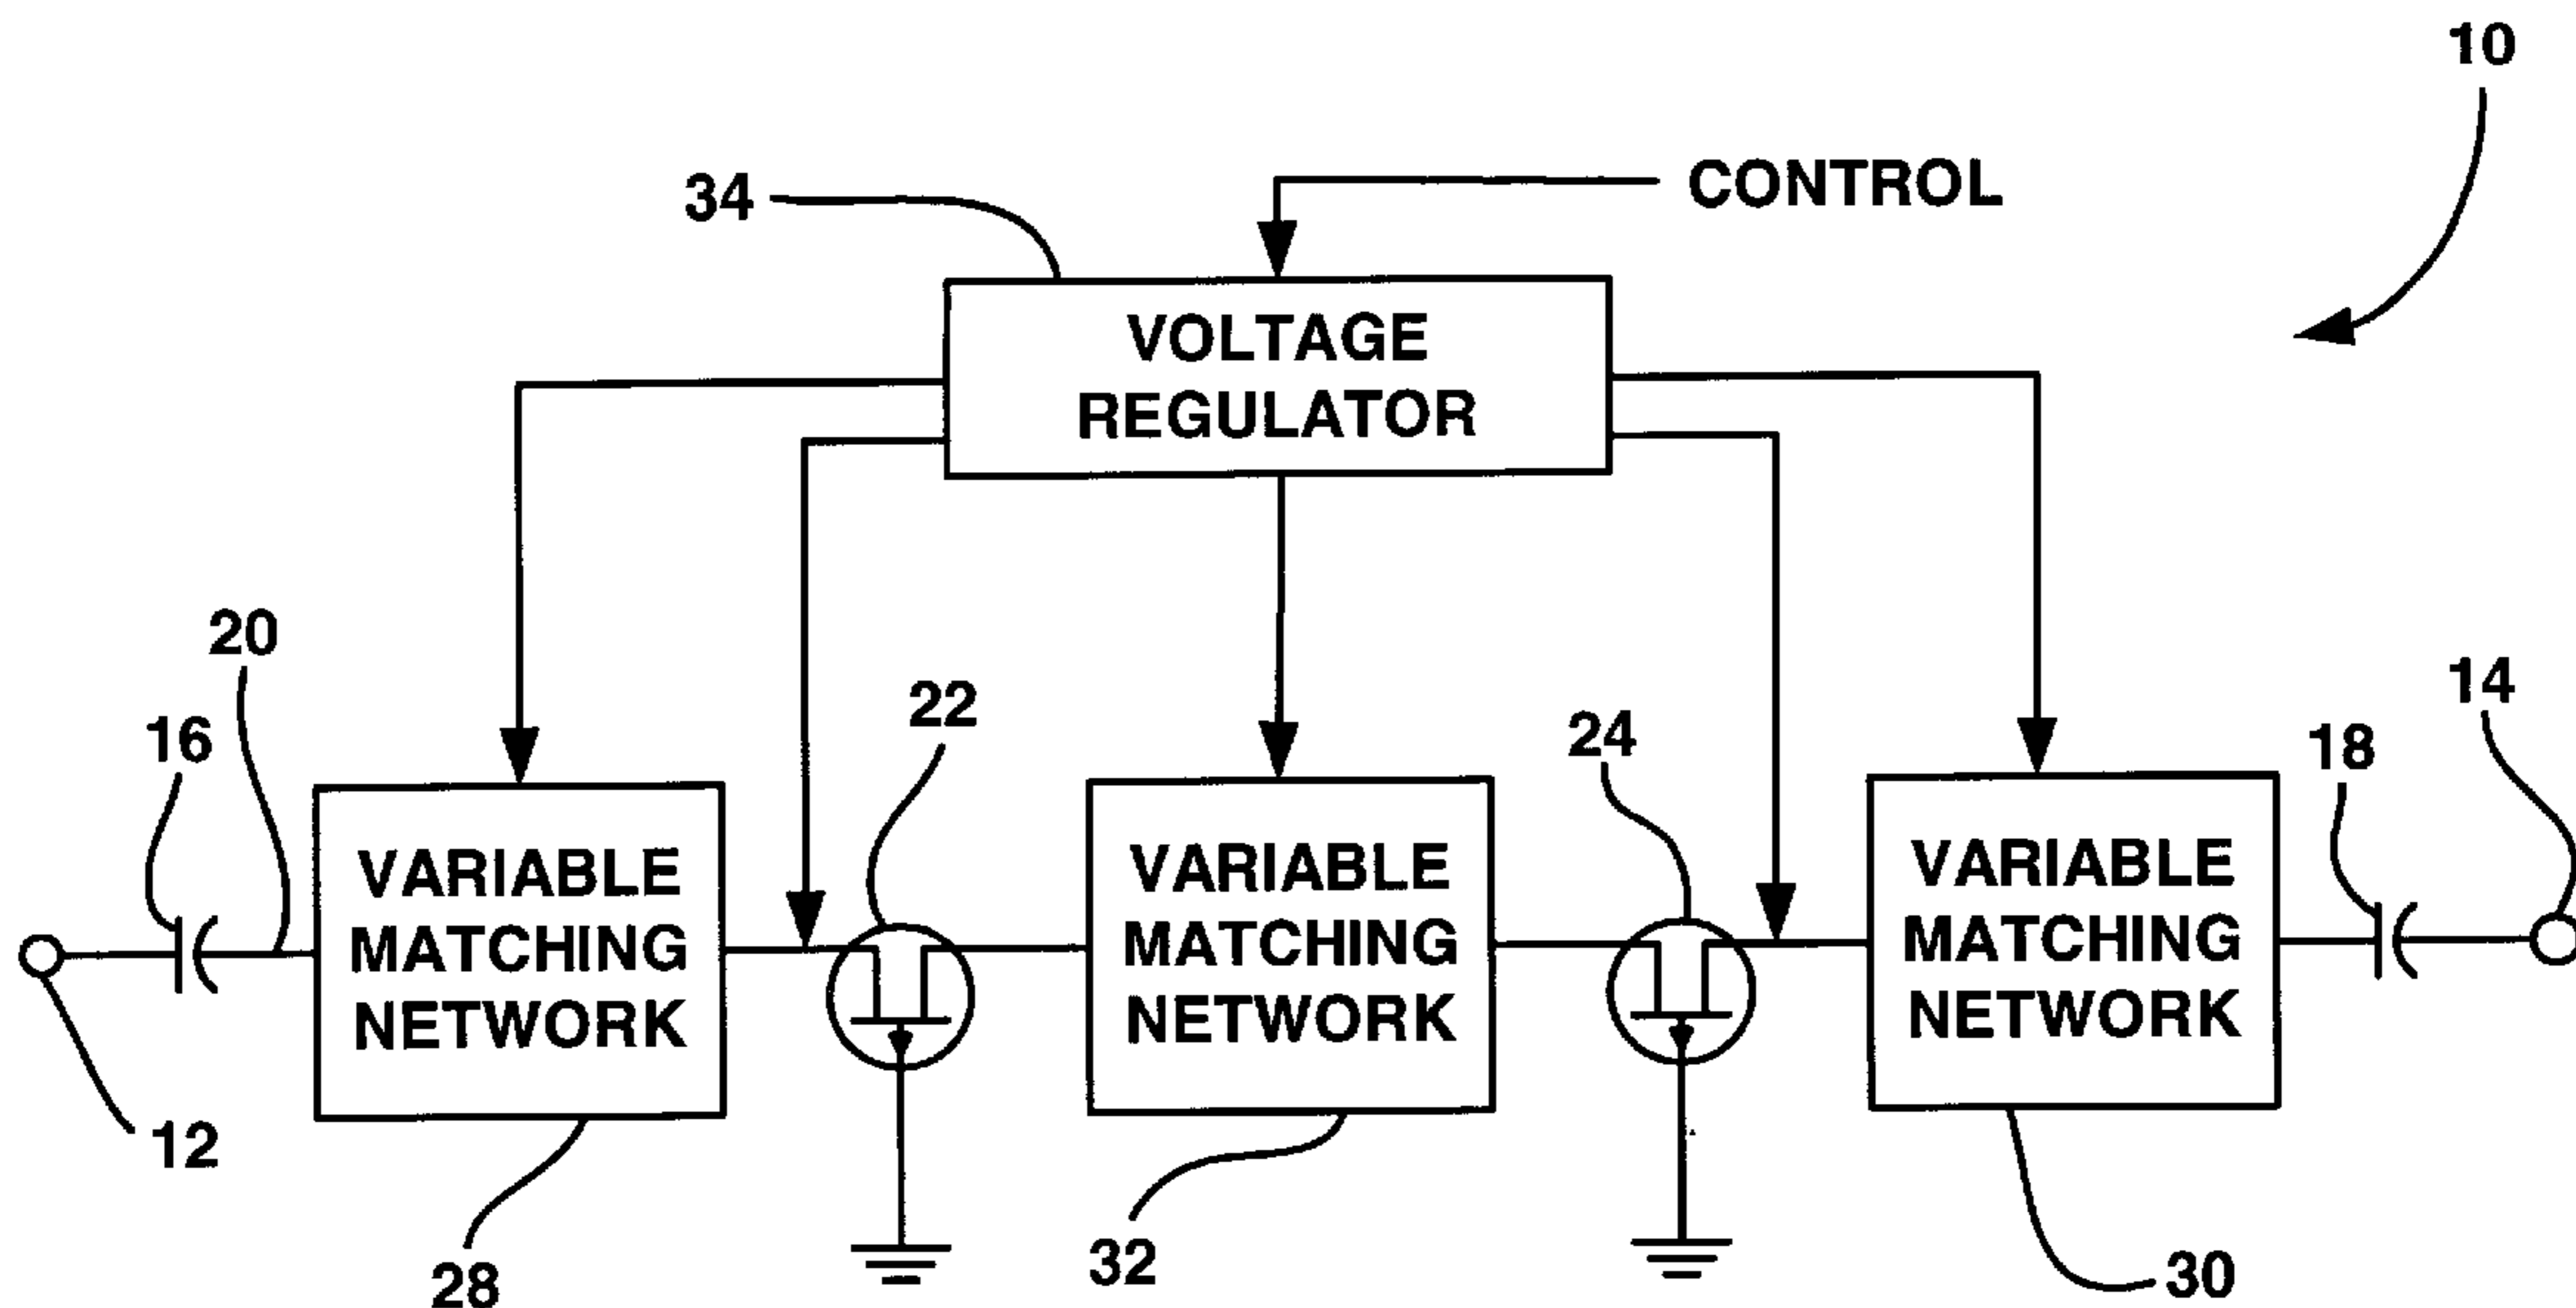 10
34
CONTROL
VOLTAGE
REGULATOR
20
16
22
24
18
14
VARIABLE
MATCHING
NETWORK
VARIABLE
MATCHING
NETWORK
VARIABLE
MATCHING
NETWORK
12
28
32
30